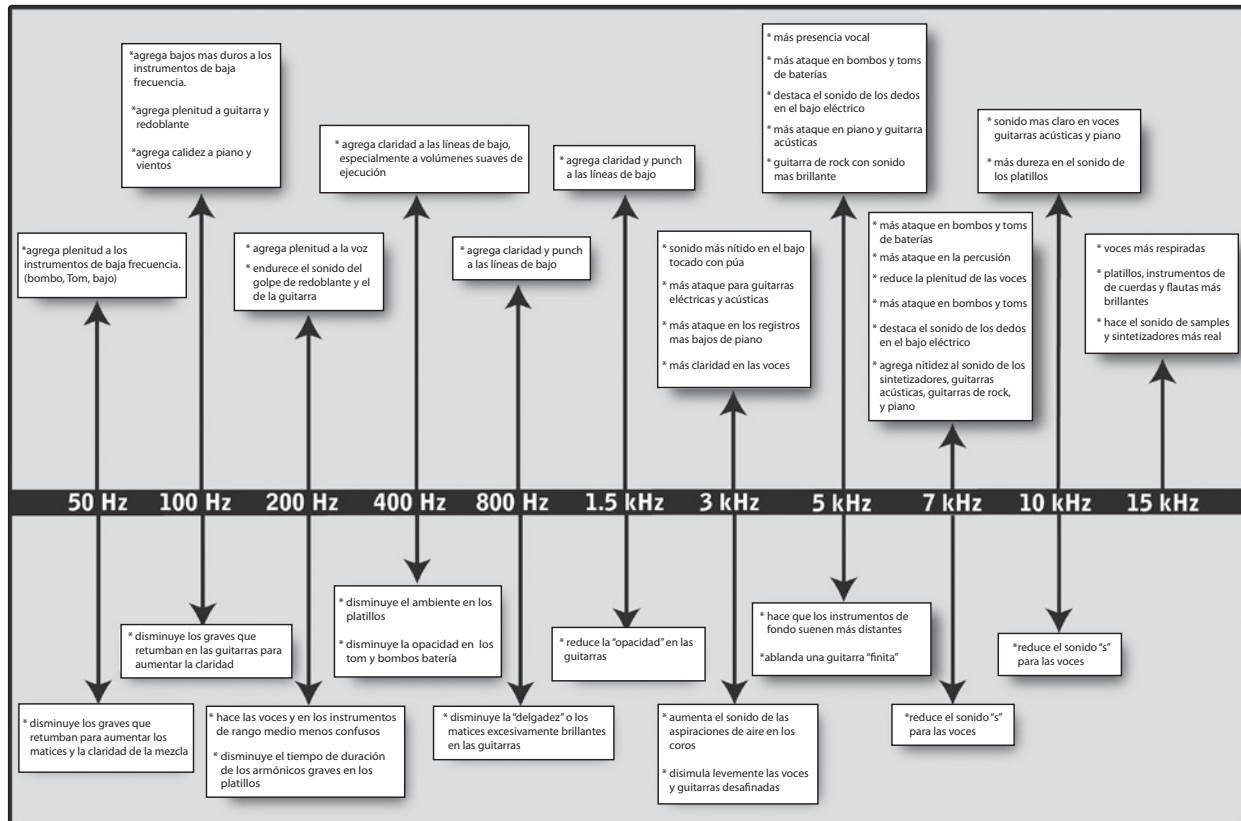 *agrega bajos mas duros a los
instrumentos de baja
frecuencia.
*agrega plenitud a guitarra y
redoblante
*agrega calidez a piano y
vientos
* más presencia vocal
* más ataque en bombos y toms
de baterías
* destaca el sonido de los dedos
en el bajo eléctrico
* más ataque en piano y guitarra
acústicas
* guitarra de rock con sonido
mas brillante
* agrega claridad a las líneas de bajo,
especialmente a volúmenes suaves de
ejecución
* agrega claridad y punch
a las líneas de bajo
* sonido mas claro en voces
guitarras acústicas y piano
* más dureza en el sonido de
los platillos
*agrega plenitud a los
instrumentos de baja frecuencia.
(bombo, Tom, bajo)
* agrega plenitud a la voz
* endurece el sonido del
golpe de redoblante y el
de la guitarra
* agrega claridad y punch
a las líneas de bajo
* sonido más nítido en el bajo
tocado con púa
* más ataque para guitarras
eléctricas y acústicas
* más ataque en los registros
mas bajos de piano
* más claridad en las voces
* más ataque en bombos y toms
de baterías
* más ataque en la percusión
* reduce la plenitud de las voces
* más ataque en bombos y toms
* destaca el sonido de los dedos
en el bajo eléctrico
* agrega nitidez al sonido de los
sintetizadores, guitarras
acústicas, guitarras de rock,
y piano
* voces más respiradas
* platillos, instrumentos de
de cuerdas y flautas más
brillantes
* hace el sonido de samples
y sintetizadores más real
50 Hz 100 Hz 200 Hz 400 Hz 800 Hz 1.5 kHz 3 kHz 5 kHz 7 kHz 10 kHz 15 kHz
* disminuye los graves que
retumban en las guitarras para
aumentar la claridad
* disminuye el ambiente en los
platillos
* disminuye la opacidad en los
tom y bombos batería
* reduce la "opacidad" en las
guitarras
* hace que los instrumentos de
fondo suenen más distantes
*ablanda una guitarra "finita"
*reduce el sonido "s"
para las voces
* disminuye los graves que
retumban para aumentar los
matices y la claridad de la mezcla
* hace las voces y en los instrumentos
de rango medio menos confusos
* disminuye el tiempo de duración
de los armónicos graves en los
platillos
* disminuye la "delgadez" o los
matices excesivamente brillantes
en las guitarras
* aumenta el sonido de las
aspiraciones de aire en los
coros
* disimula levemente las voces
y guitarras desafinadas
*reduce el sonido "s"
para las voces